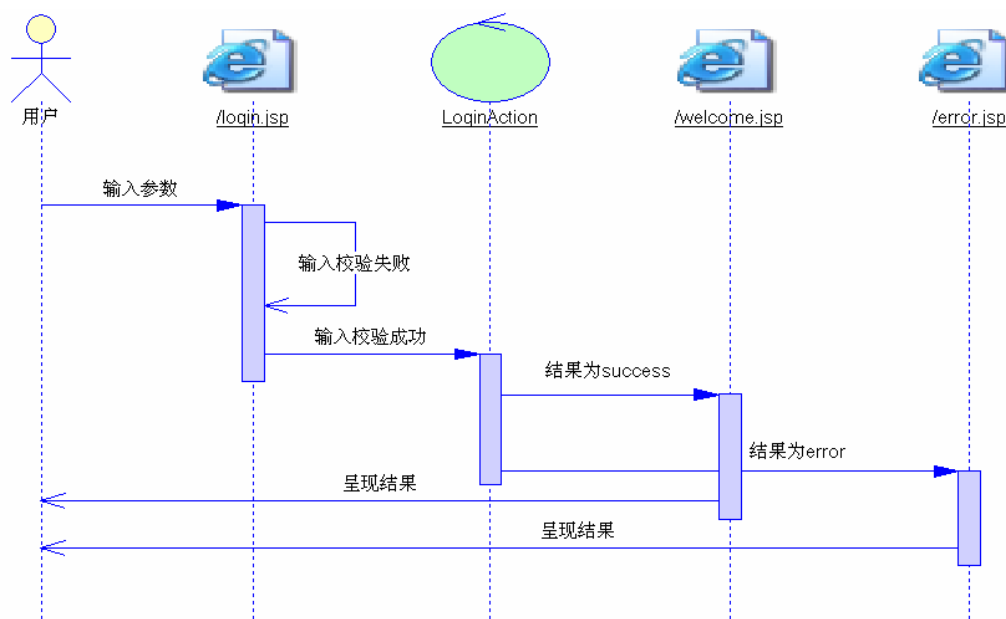 用户
/login.jsp
LoginAction
/welcome.jsp
/error.jsp
输入参数
输入校验失败
输入校验成功
结果为success
结果为error
呈现结果
呈现结果